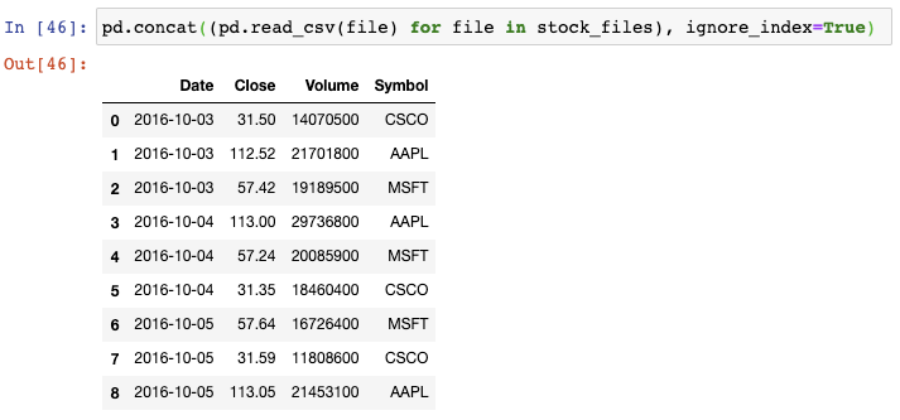 In [46]: pd.concat((pd.read_csv(file) for file in stock_files), ignore_index=True)
Out[46]:
Date Close Volume Symbol
0 2016-10-03 31.50 14070500 CSCO
1 2016-10-03 112.52 21701800 AAPL
2 2016-10-03 57.42 19189500 MSFT
3 2016-10-04 113.00 29736800 AAPL
4 2016-10-04 57.24 20085900 MSFT
5 2016-10-04 31.35 18460400 CSCO
6 2016-10-05 57.64 16726400 MSFT
7 2016-10-05 31.59 11808600 CSCO
8 2016-10-05 113.05 21453100 AAPL